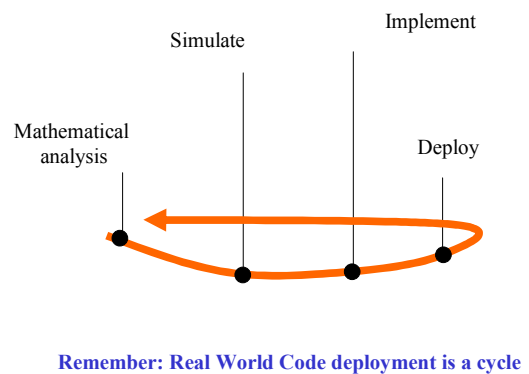 Implement
Simulate
Mathematical
analysis
Deploy
Remember: Real World Code deployment is a cycle